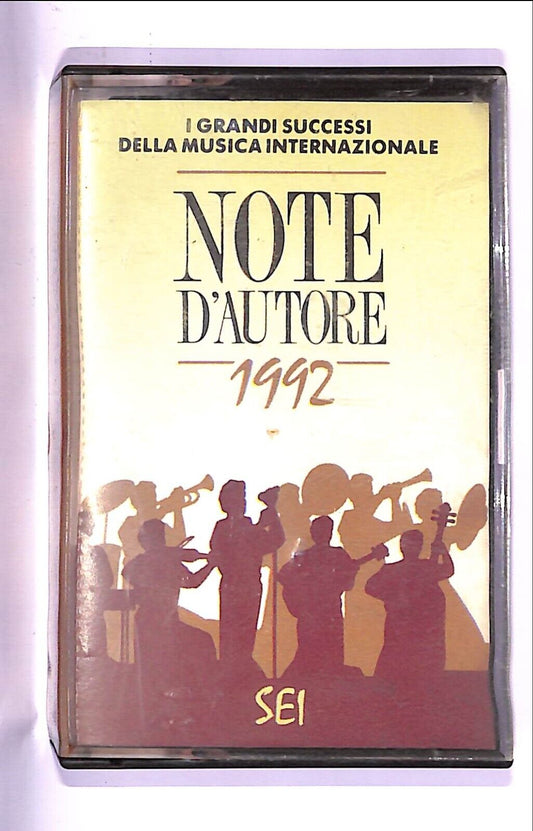 I GRANDI SUCCESSI
DELLA MUSICA INTERNAZIONALE
NOTE
D'AUTORE
1992
SEI